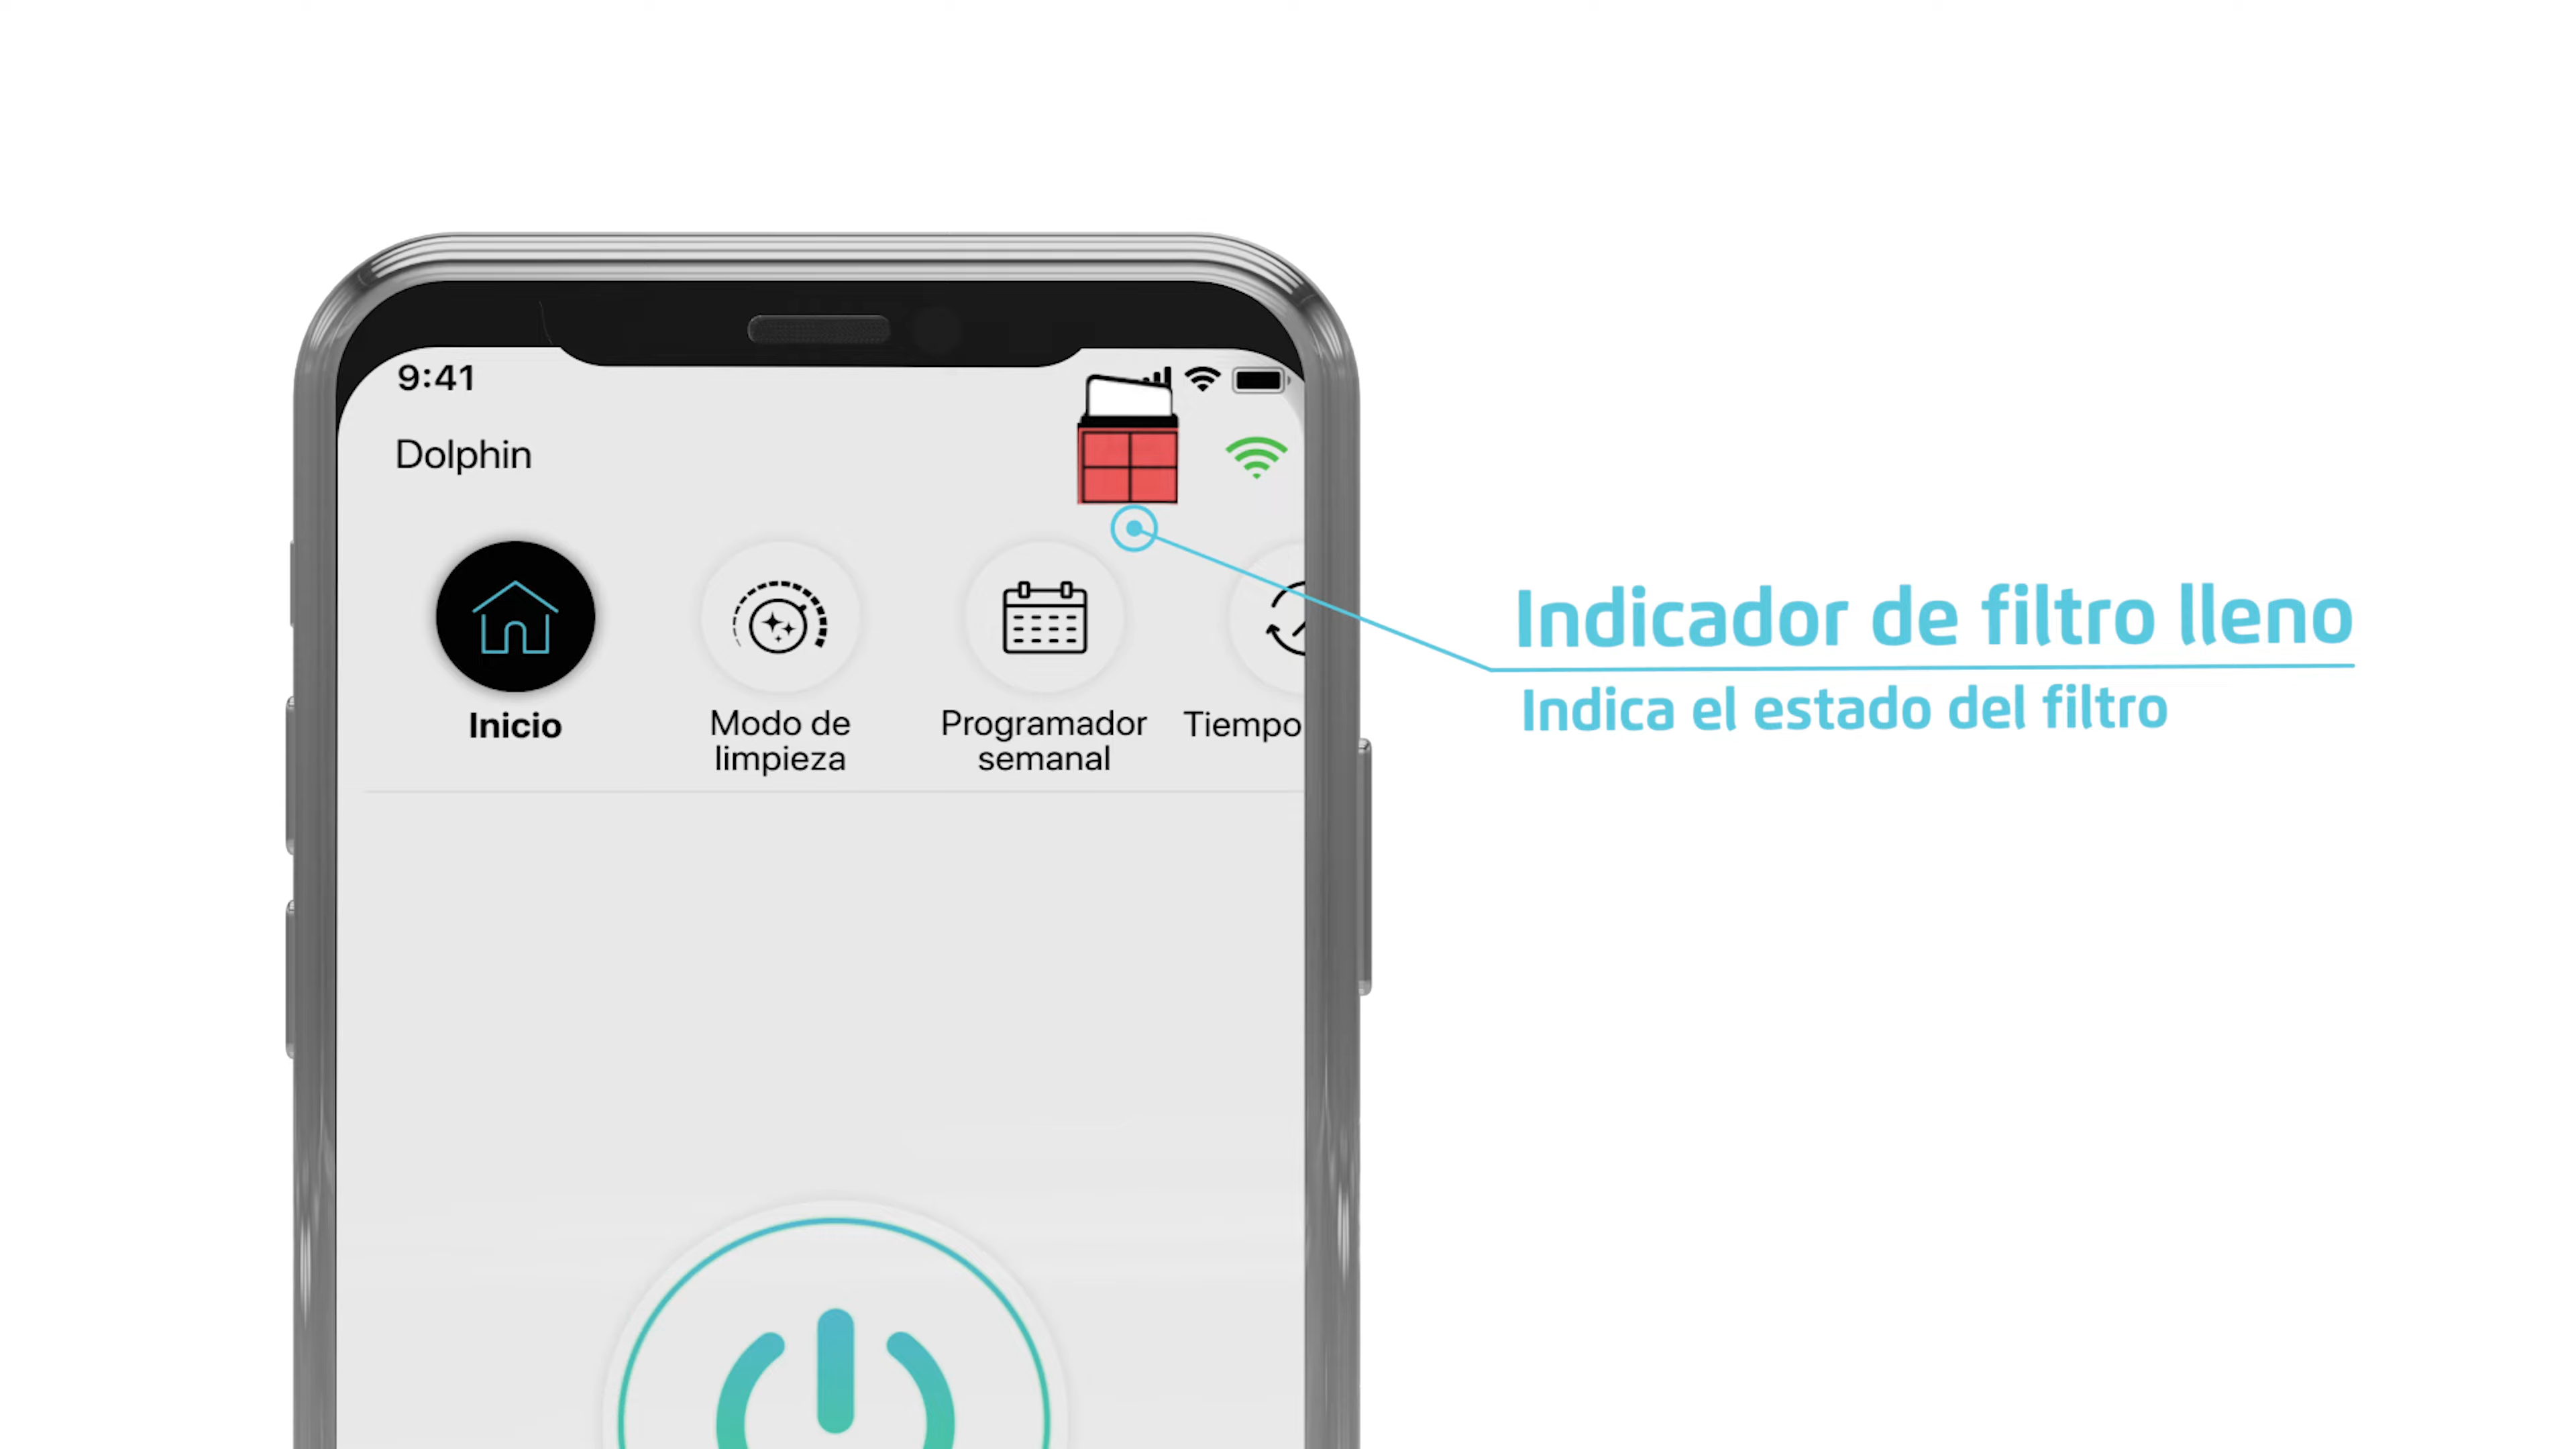 9:41
Dolphin
Inicio
Modo de
limpieza
Programador
semanal
Tiempo
Indicador de filtro lleno
Indica el estado del filtro